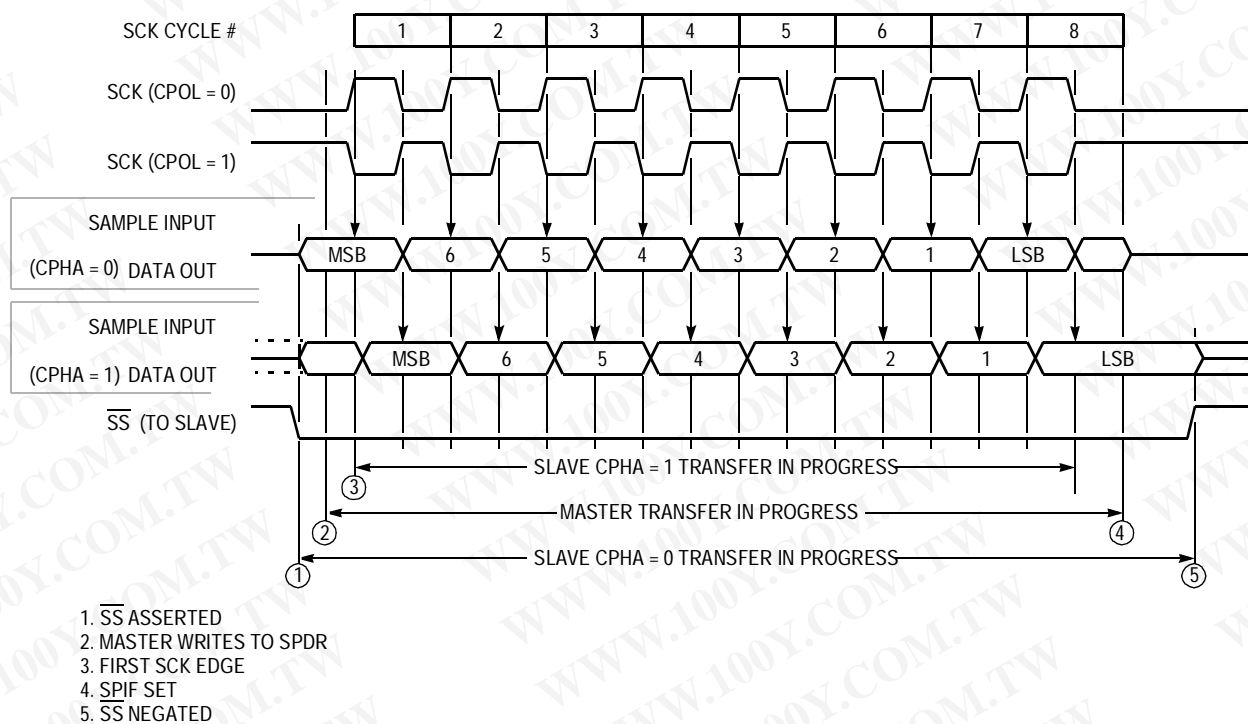 SCK CYCLE # 1 2 3 4 5 6 7 8
SCK (CPOL = 0)
SCK (CPOL = 1)
SAMPLE INPUT
(CPHA = 0) DATA OUT MSB 6 5 4 3 2 1 LSB
SAMPLE INPUT
(CPHA = 1) DATA OUT MSB 6 5 4 3 2 1 LSB
SS (TO SLAVE)
SLAVE CPHA = 1 TRANSFER IN PROGRESS
3
MASTER TRANSFER IN PROGRESS
2 4
SLAVE CPHA = 0 TRANSFER IN PROGRESS
1 5
1. SS ASSERTED
2. MASTER WRITES TO SPDR
3. FIRST SCK EDGE
4. SPIF SET
5. SS NEGATED
WWW.100Y.COM.TW